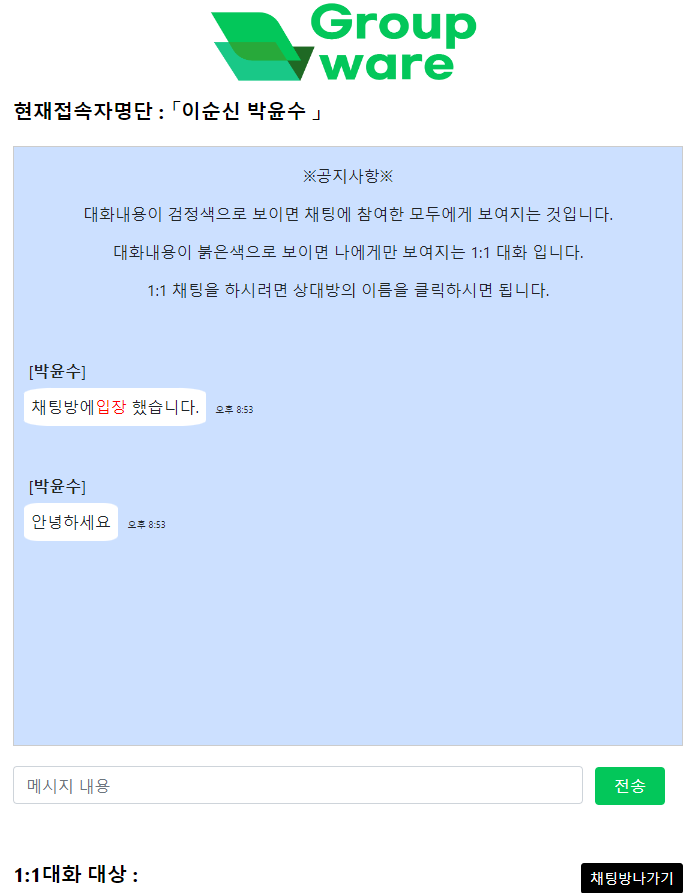 Group
ware
현재접속자명단 : 「이순신 박윤수 」
※공지사항※
대화내용이 검정색으로 보이면 채팅에 참여한 모두에게 보여지는 것입니다.
대화내용이 붉은색으로 보이면 나에게만 보여지는 1:1 대화 입니다.
1:1 채팅을 하시려면 상대방의 이름을 클릭하시면 됩니다.
[박윤수]
채팅방에입장 했습니다. 오후 8:53
[박윤수]
안녕하세요 오후 8:53
메시지 내용 전송
1:1대화 대상 : 채팅방나가기